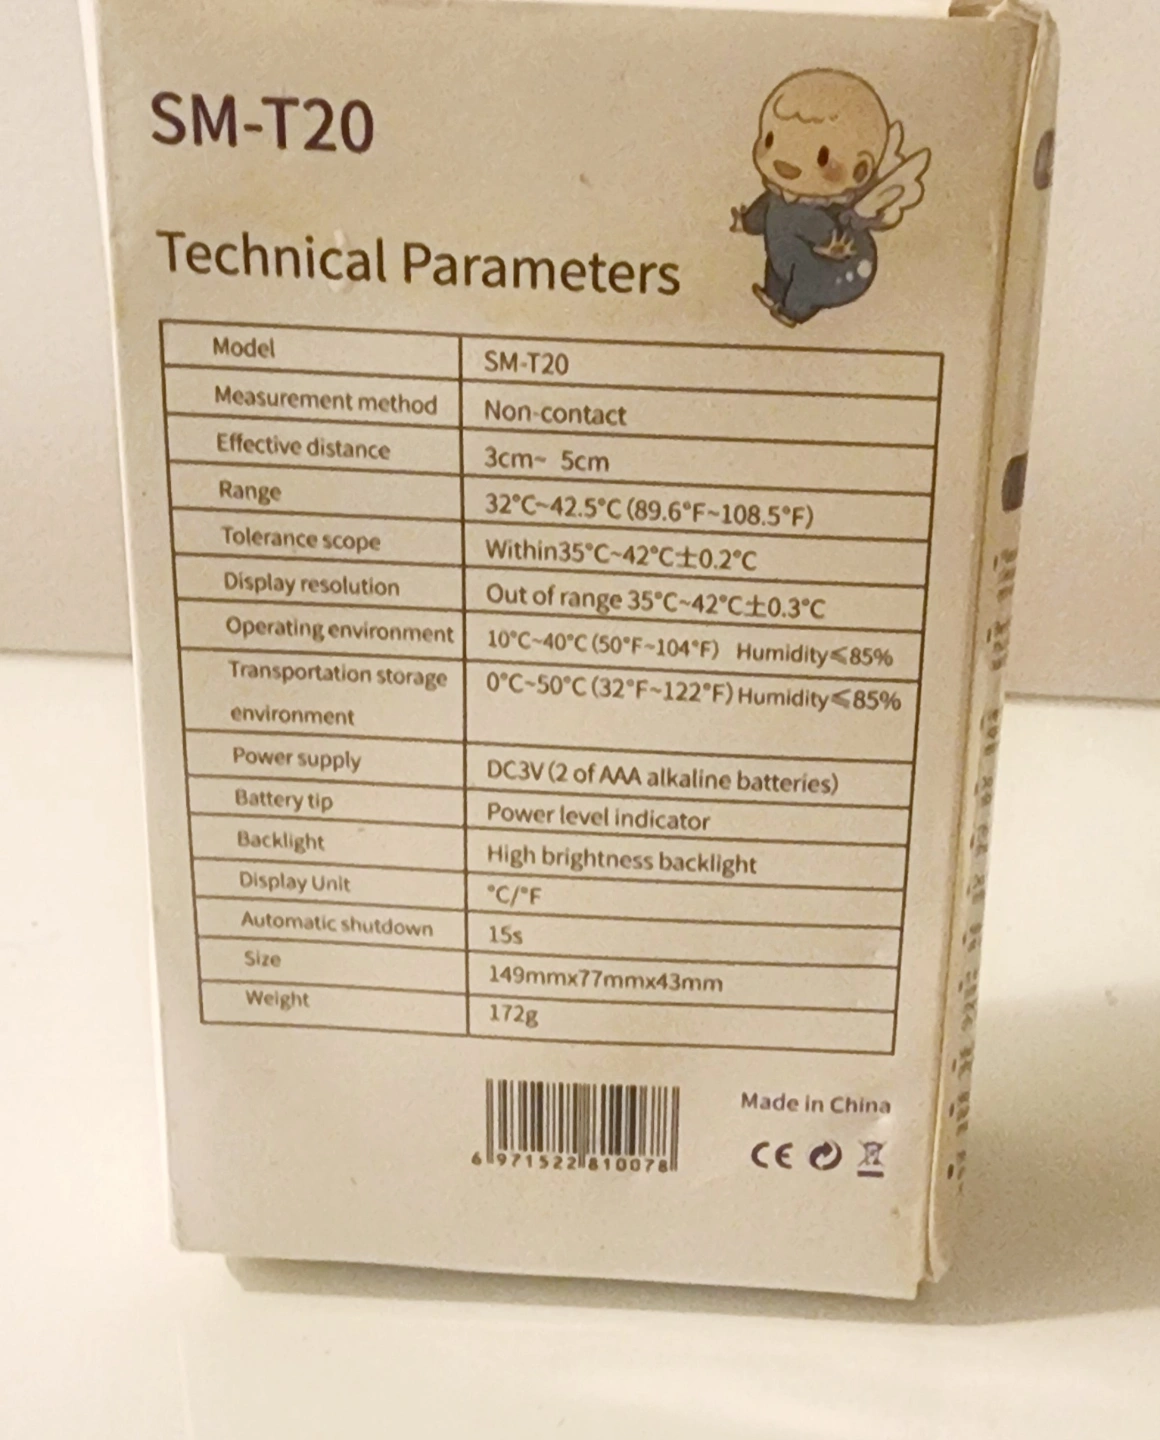 SM-T20
Technical Parameters
Model SM-T20
Measurement method Non-contact
Effective distance 3cm~ 5cm
Range 32°C~42.5°C (89.6°F~108.5°F)
Tolerance scope Within35°C~42°C±0.2°C
Display resolution Out of range 35°C~42°C±0.3°C
Operating environment 10°C~40°C (50°F~104°F) Humidity⩽85%
Transportation storage 0°C~50°C (32°F~122°F) Humidity⩽85%
environment
Power supply DC3V (2 of AAA alkaline batteries)
Battery tip Power level indicator
Backlight High brightness backlight
Display Unit °C/°F
Automatic shutdown 15s
Size 149mmx77mmx43mm
Weight 172g
Made in China
CE
6 971522 810078